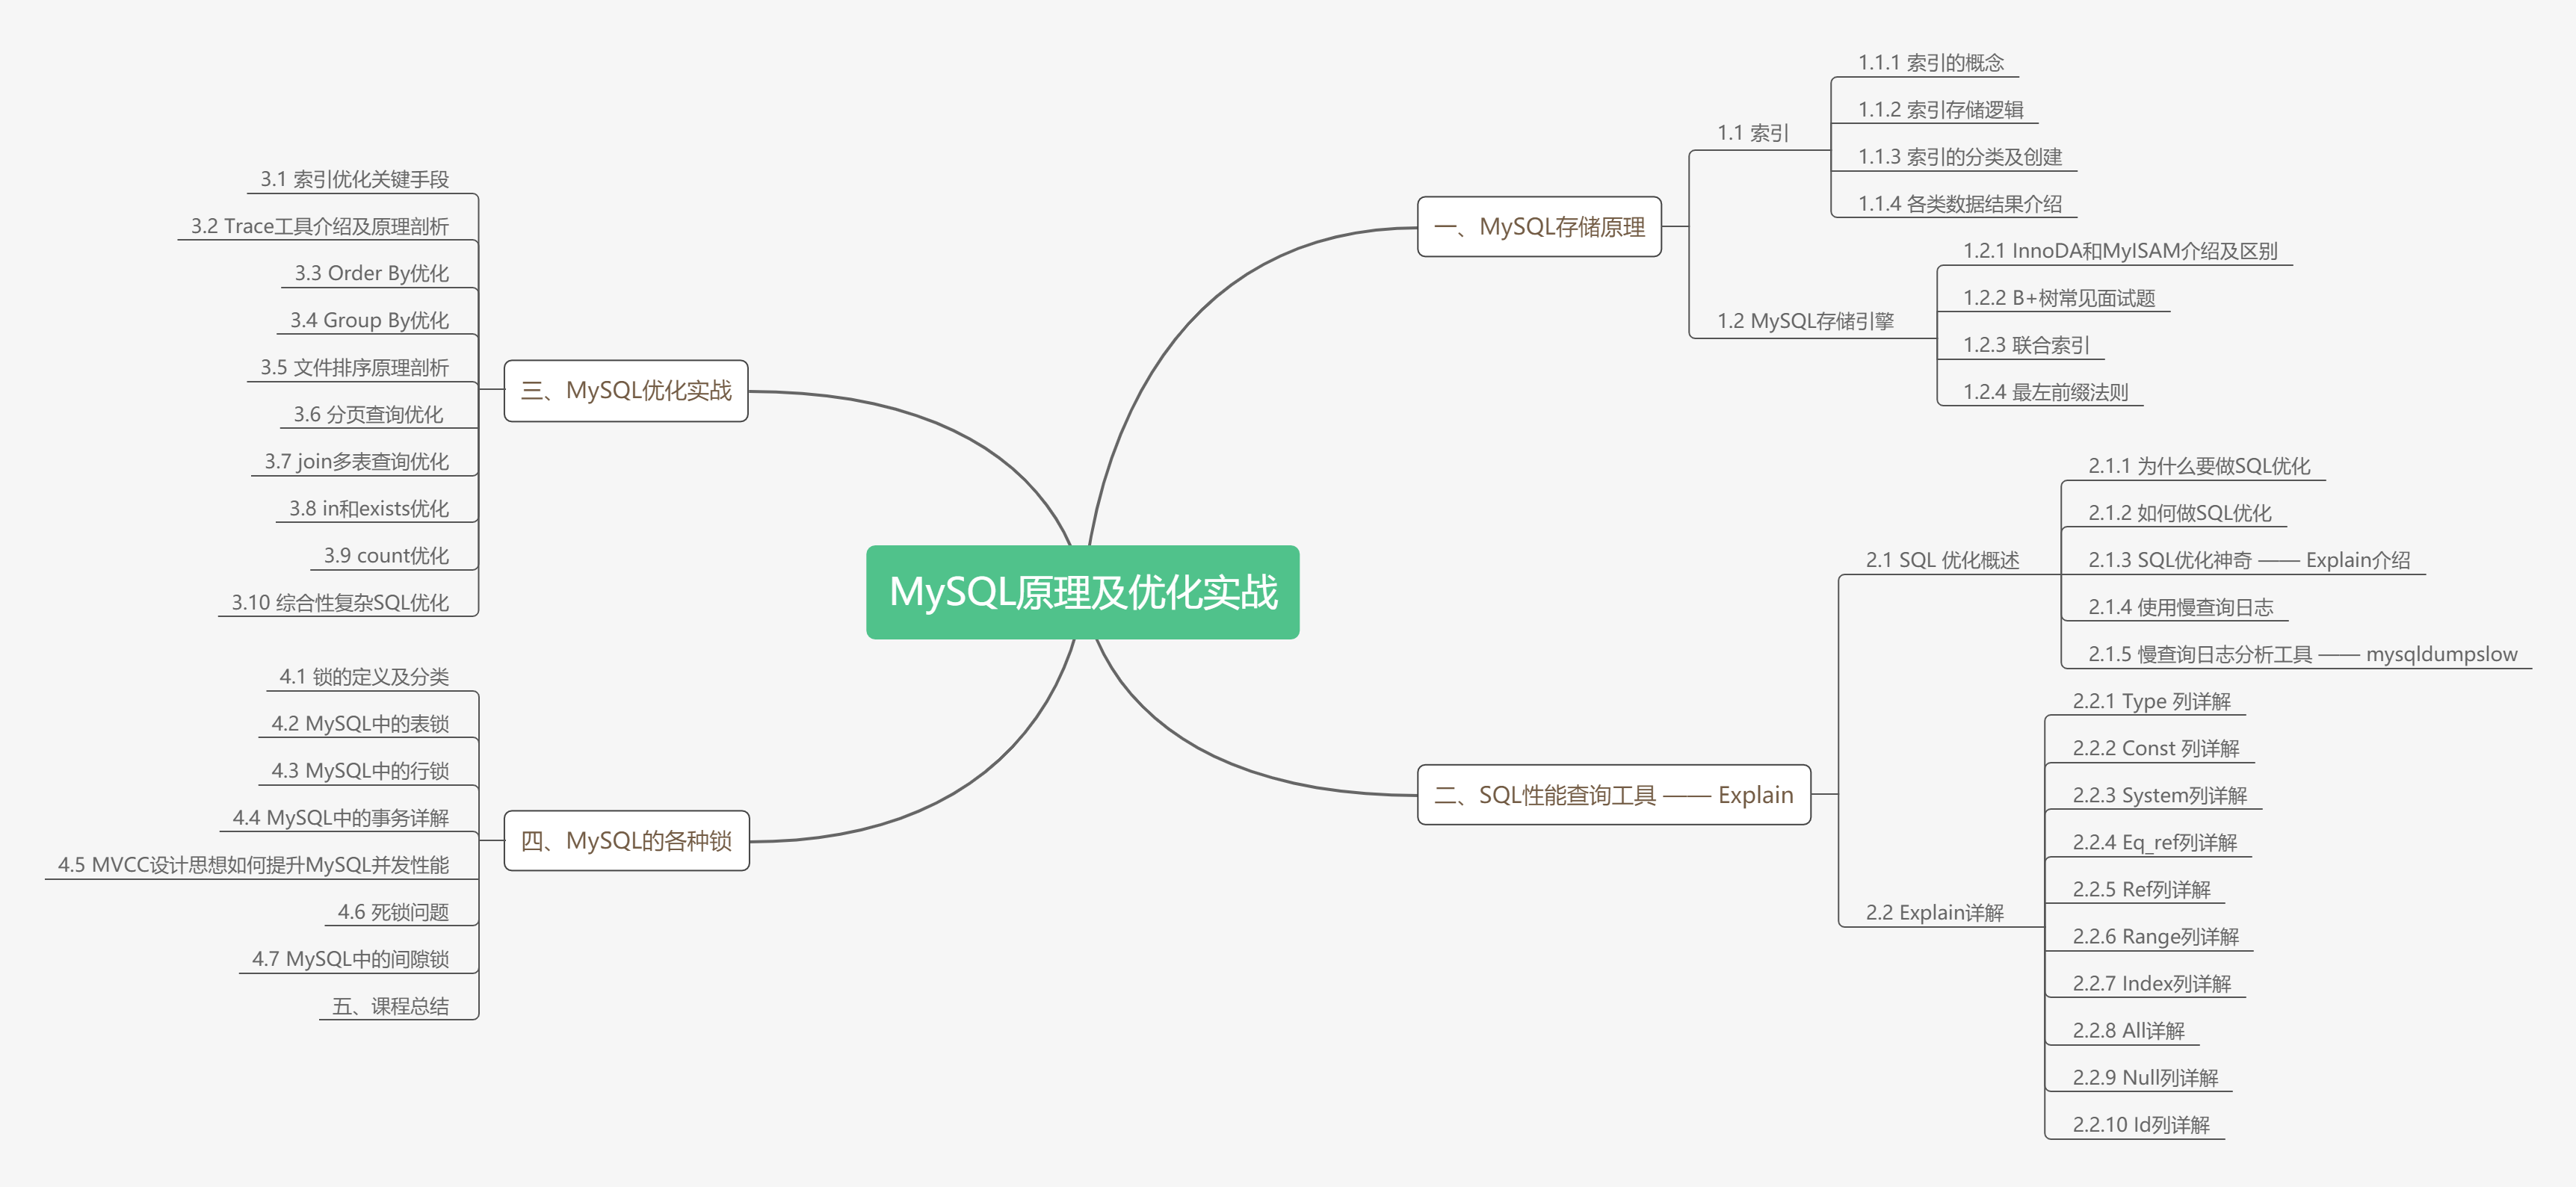 MySQL原理及优化实战
一、MySQL存储原理
1.1 索引
1.1.1 索引的概念
1.1.2 索引存储逻辑
1.1.3 索引的分类及创建
1.1.4 各类数据结果介绍
1.2 MySQL存储引擎
1.2.1 InnoDA和MyISAM介绍及区别
1.2.2 B+树常见面试题
1.2.3 联合索引
1.2.4 最左前缀法则
二、SQL性能查询工具 —— Explain
2.1 SQL 优化概述
2.1.1 为什么要做SQL优化
2.1.2 如何做SQL优化
2.1.3 SQL优化神奇 —— Explain介绍
2.1.4 使用慢查询日志
2.1.5 慢查询日志分析工具 —— mysqldumpslow
2.2 Explain详解
2.2.1 Type 列详解
2.2.2 Const 列详解
2.2.3 System列详解
2.2.4 Eq_ref列详解
2.2.5 Ref列详解
2.2.6 Range列详解
2.2.7 Index列详解
2.2.8 All详解
2.2.9 Null列详解
2.2.10 Id列详解
三、MySQL优化实战
3.1 索引优化关键手段
3.2 Trace工具介绍及原理剖析
3.3 Order By优化
3.4 Group By优化
3.5 文件排序原理剖析
3.6 分页查询优化
3.7 join多表查询优化
3.8 in和exists优化
3.9 count优化
3.10 综合性复杂SQL优化
四、MySQL的各种锁
4.1 锁的定义及分类
4.2 MySQL中的表锁
4.3 MySQL中的行锁
4.4 MySQL中的事务详解
4.5 MVCC设计思想如何提升MySQL并发性能
4.6 死锁问题
4.7 MySQL中的间隙锁
五、课程总结